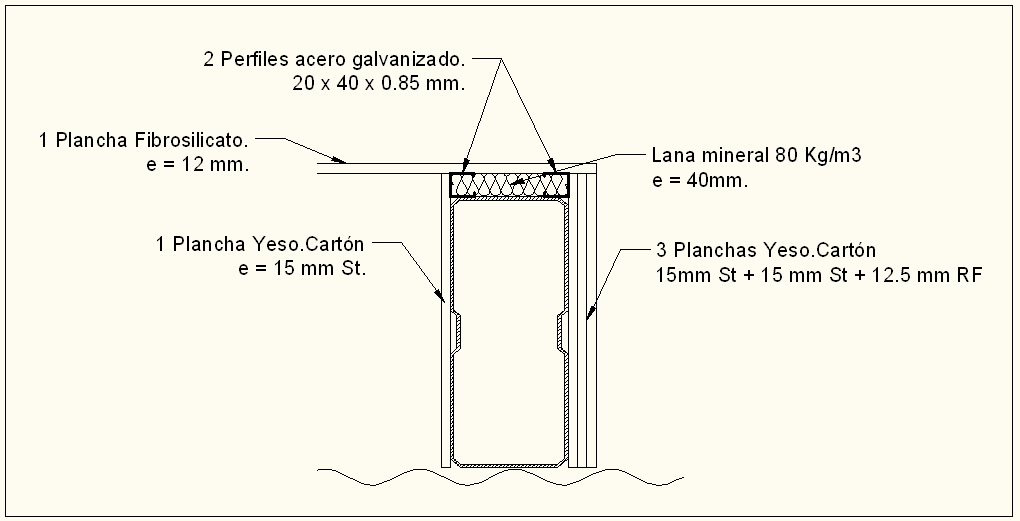 2 Perfiles acero galvanizado.
20 x 40 x 0.85 mm.
1 Plancha Fibrosilicato.
e = 12 mm.
Lana mineral 80 Kg/m3
e = 40mm.
1 Plancha Yeso.Cartón
e = 15 mm St.
3 Planchas Yeso.Cartón
15mm St + 15 mm St + 12.5 mm RF